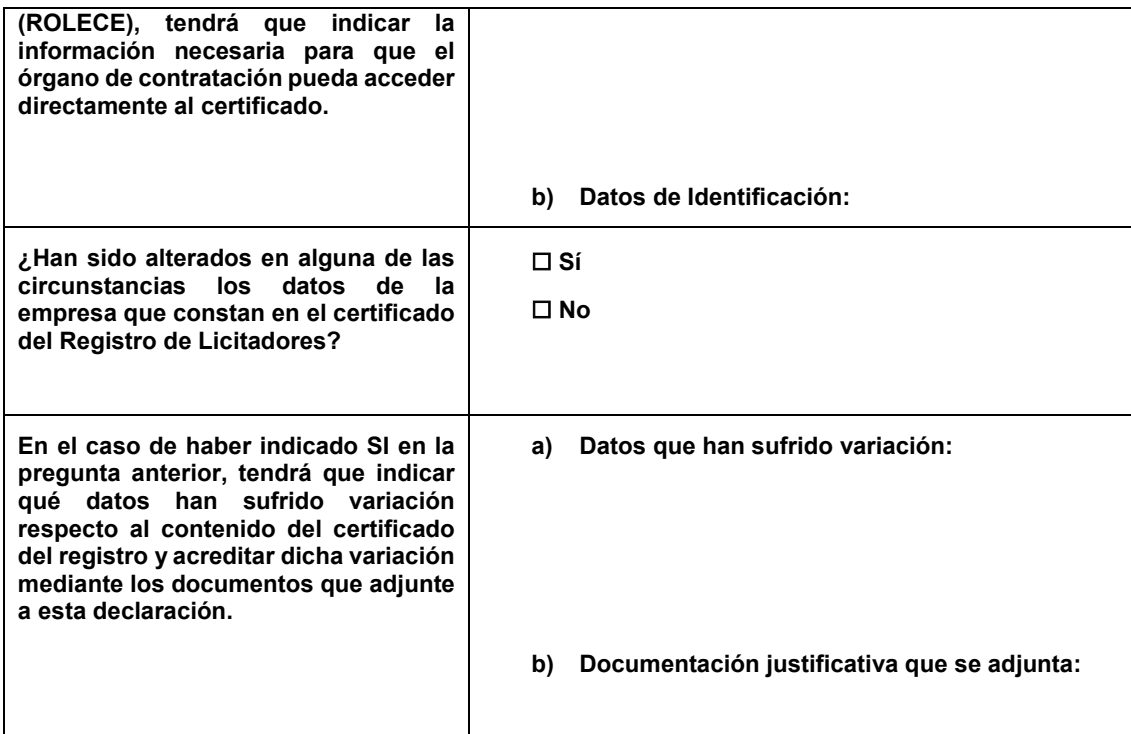 (ROLECE), tendrá que indicar la
información necesaria para que el
órgano de contratación pueda acceder
directamente al certificado.
b) Datos de Identificación:
¿Han sido alterados en alguna de las
circunstancias los datos de la
empresa que constan en el certificado
del Registro de Licitadores?
☐ Sí
☐ No
En el caso de haber indicado SI en la
pregunta anterior, tendrá que indicar
qué datos han sufrido variación
respecto al contenido del certificado
del registro y acreditar dicha variación
mediante los documentos que adjunte
a esta declaración.
a) Datos que han sufrido variación:
b) Documentación justificativa que se adjunta: